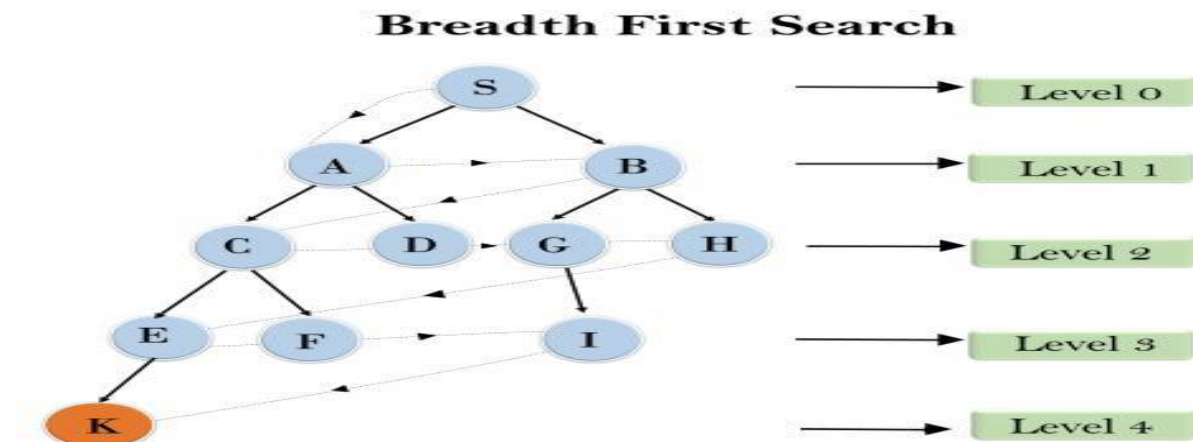 Breadth First Search
S
Level 0
A
B
Level 1
C
D
G
H
Level 2
E
F
I
Level 3
K
Level 4